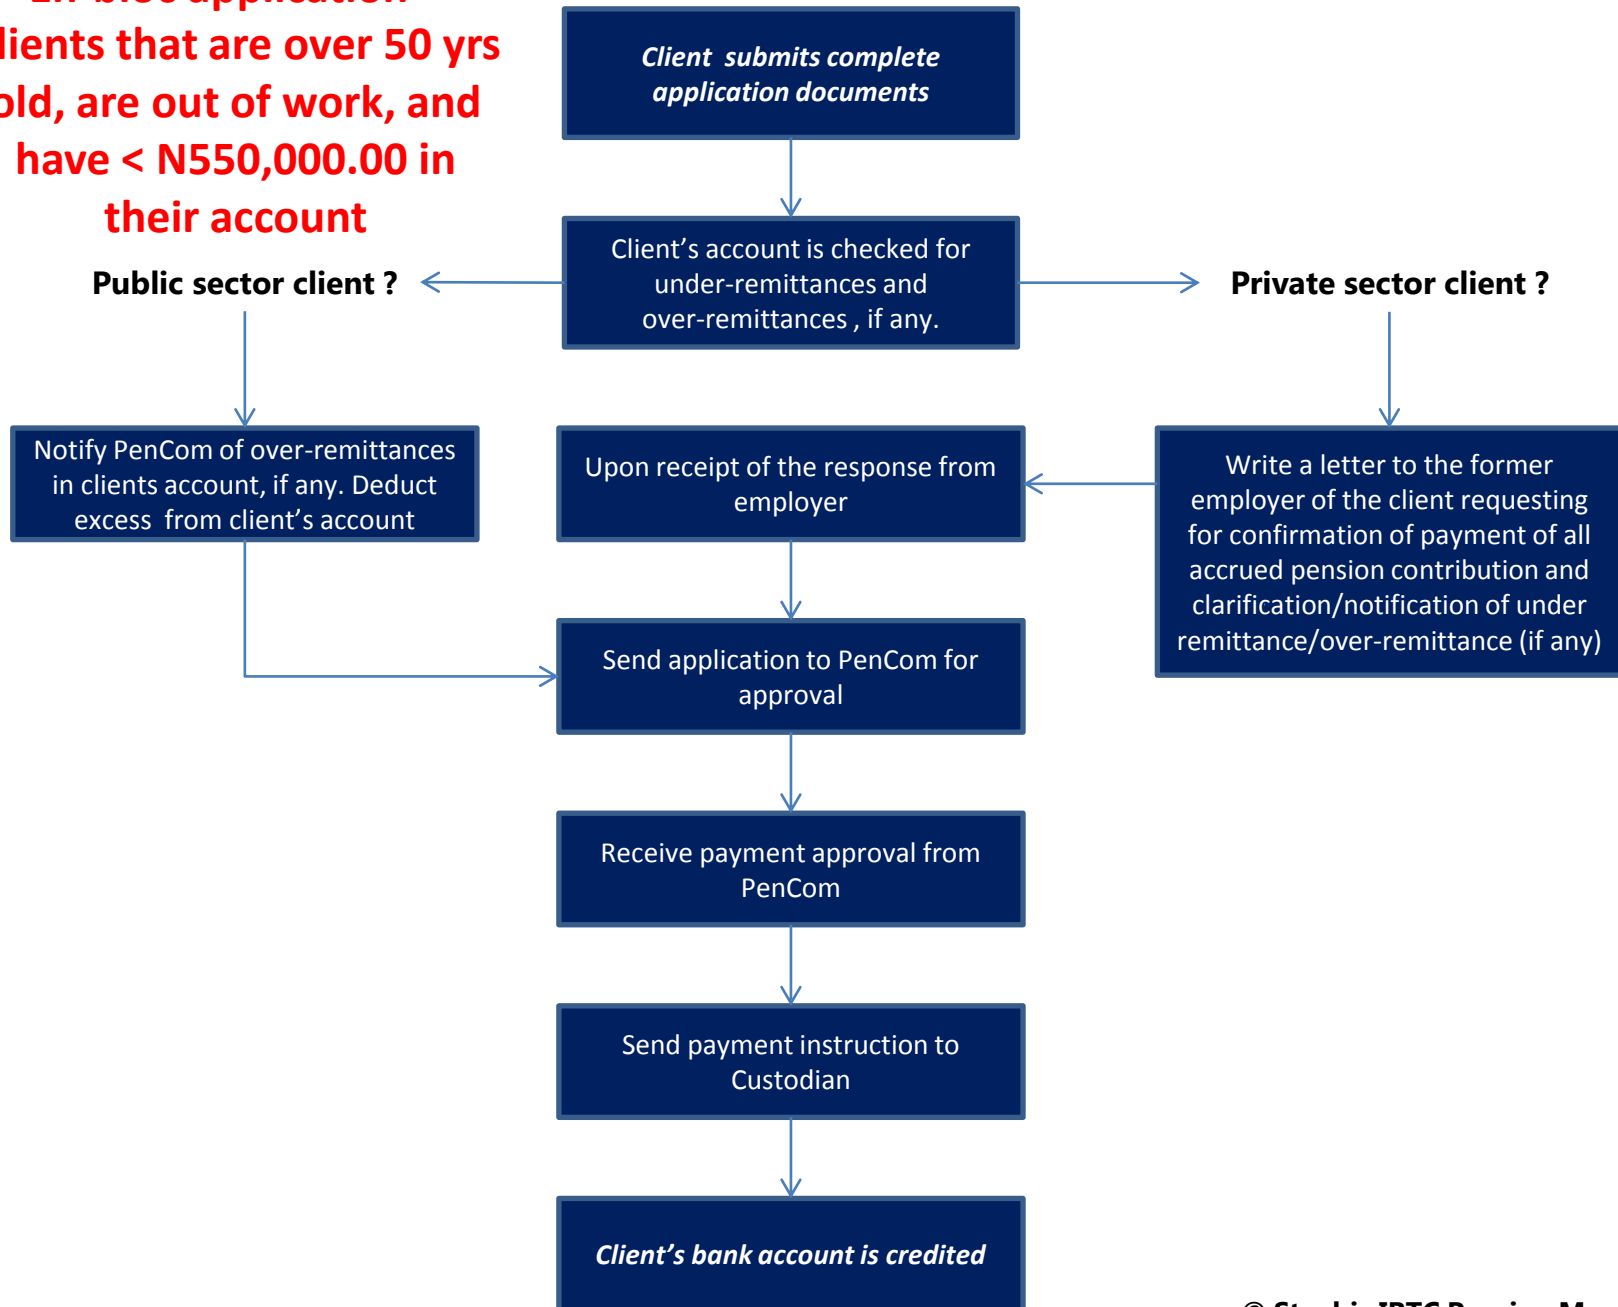 En-bloc application
lients that are over 50 yrs
old, are out of work, and
have < N550,000.00 in
their account
Client  submits complete
application documents
Client’s account is checked for
under-remittances and
over-remittances , if any.
Public sector client ?
Private sector client ?
Notify PenCom of over-remittances
in clients account, if any. Deduct
excess  from client’s account
Upon receipt of the response from
employer
Write a letter to the former
employer of the client requesting
for confirmation of payment of all
accrued pension contribution and
clarification/notification of under
remittance/over-remittance (if any)
Send application to PenCom for
approval
Receive payment approval from
PenCom
Send payment instruction to
Custodian
Client’s bank account is credited
© Stanbic IBTC Pension M